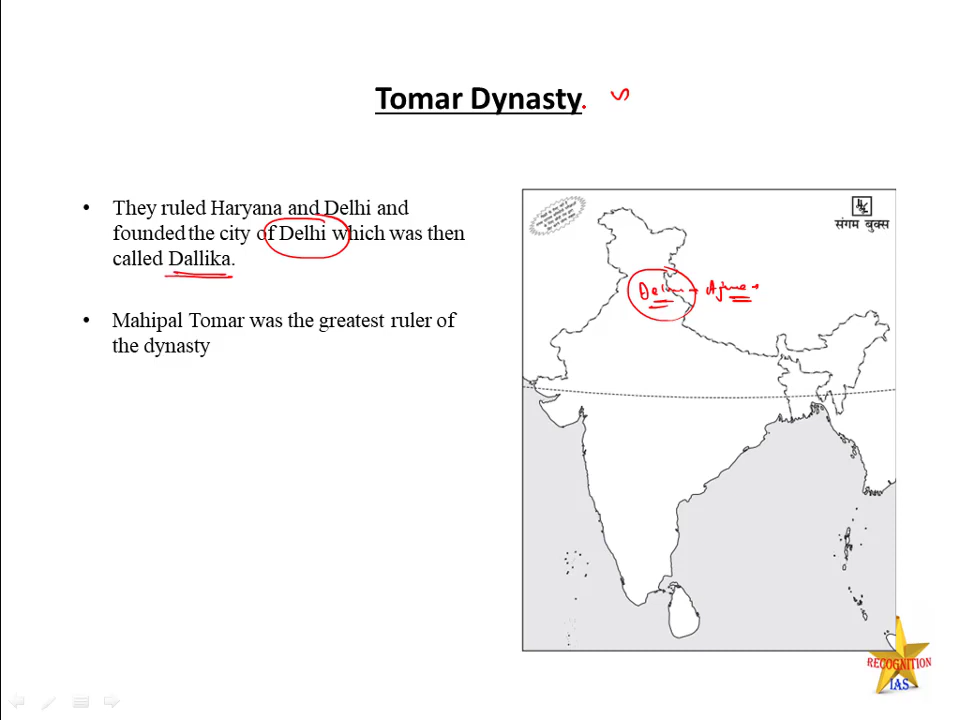 Tomar Dynasty
• They ruled Haryana and Delhi and
founded the city of Delhi which was then
called Dallika.
• Mahipal Tomar was the greatest ruler of
the dynasty
संगम बुक्स
RECOGNITION
IAS